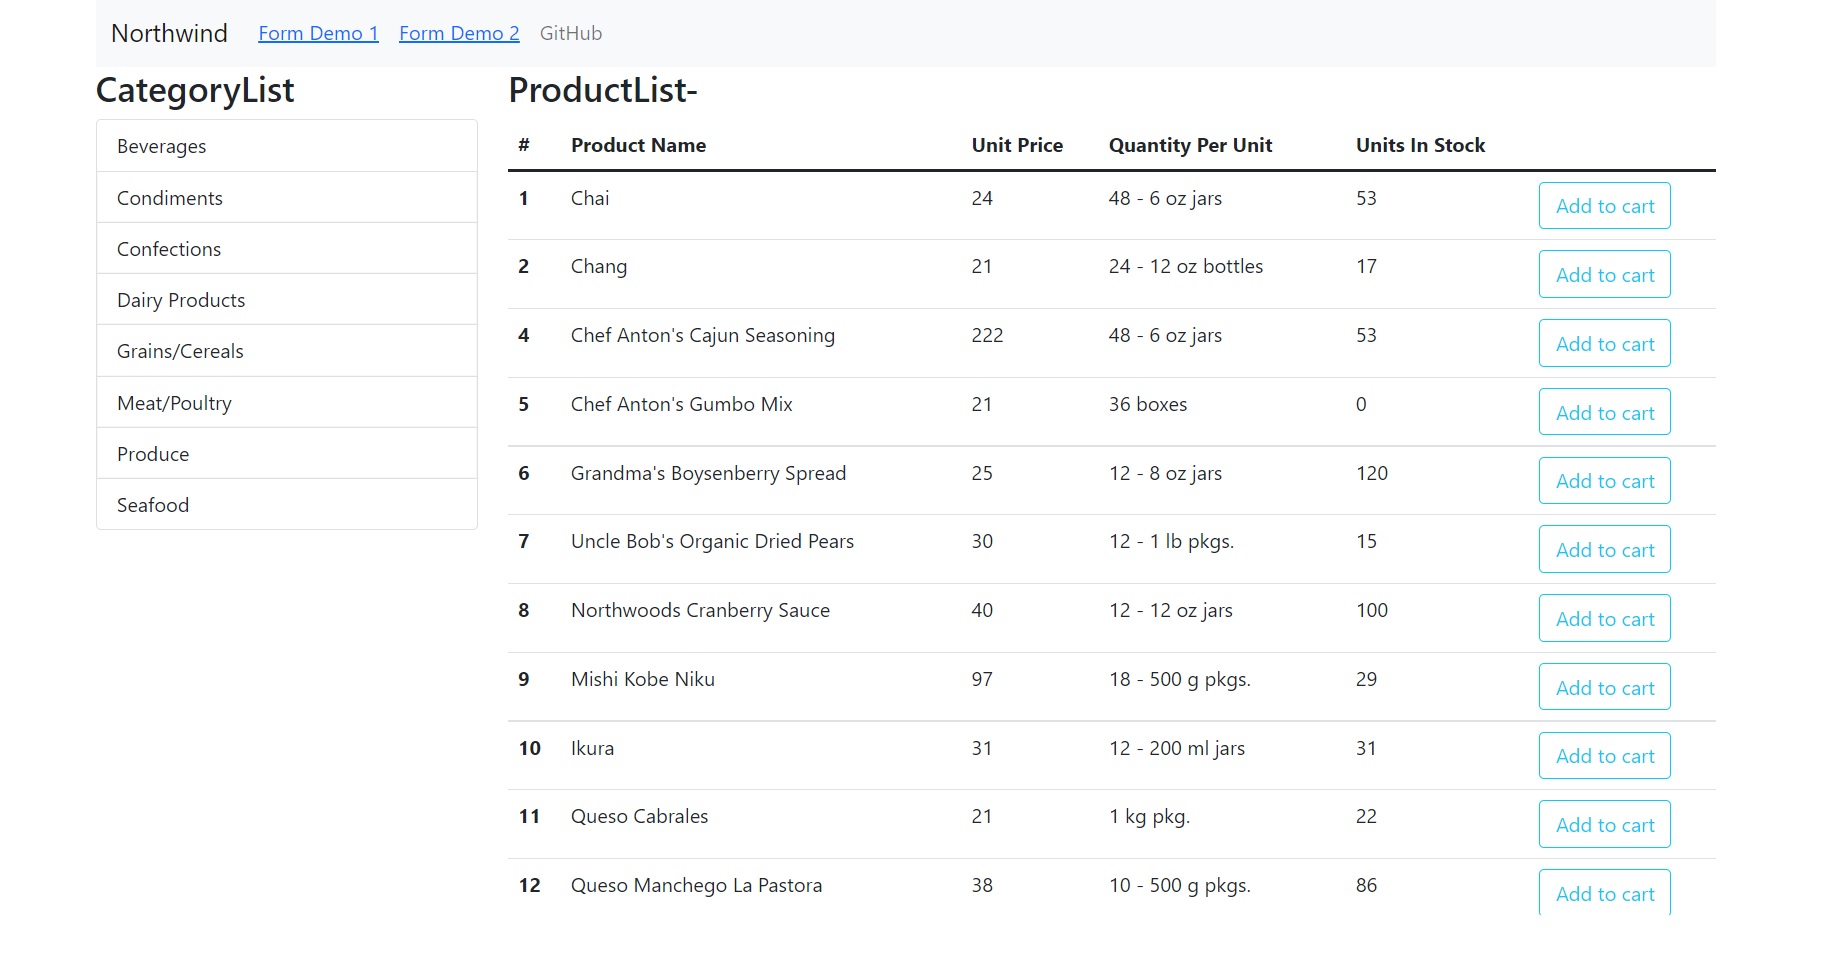 Northwind Form Demo 1 Form Demo 2 GitHub
CategoryList
Beverages
Condiments
Confections
Dairy Products
Grains/Cereals
Meat/Poultry
Produce
Seafood
ProductList-
# Product Name Unit Price Quantity Per Unit Units In Stock
1 Chai 24 48 - 6 oz jars 53 Add to cart
2 Chang 21 24 - 12 oz bottles 17 Add to cart
4 Chef Anton's Cajun Seasoning 222 48 - 6 oz jars 53 Add to cart
5 Chef Anton's Gumbo Mix 21 36 boxes 0 Add to cart
6 Grandma's Boysenberry Spread 25 12 - 8 oz jars 120 Add to cart
7 Uncle Bob's Organic Dried Pears 30 12 - 1 lb pkgs. 15 Add to cart
8 Northwoods Cranberry Sauce 40 12 - 12 oz jars 100 Add to cart
9 Mishi Kobe Niku 97 18 - 500 g pkgs. 29 Add to cart
10 Ikura 31 12 - 200 ml jars 31 Add to cart
11 Queso Cabrales 21 1 kg pkg. 22 Add to cart
12 Queso Manchego La Pastora 38 10 - 500 g pkgs. 86 Add to cart